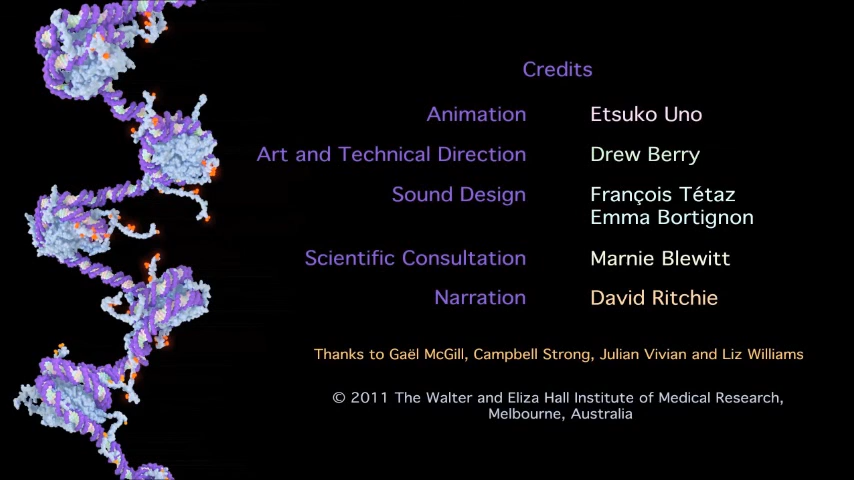 Credits
Animation Etsuko Uno
Art and Technical Direction Drew Berry
Sound Design François Tétaz
Emma Bortignon
Scientific Consultation Marnie Blewitt
Narration David Ritchie
Thanks to Gaël McGill, Campbell Strong, Julian Vivian and Liz Williams
© 2011 The Walter and Eliza Hall Institute of Medical Research,
Melbourne, Australia